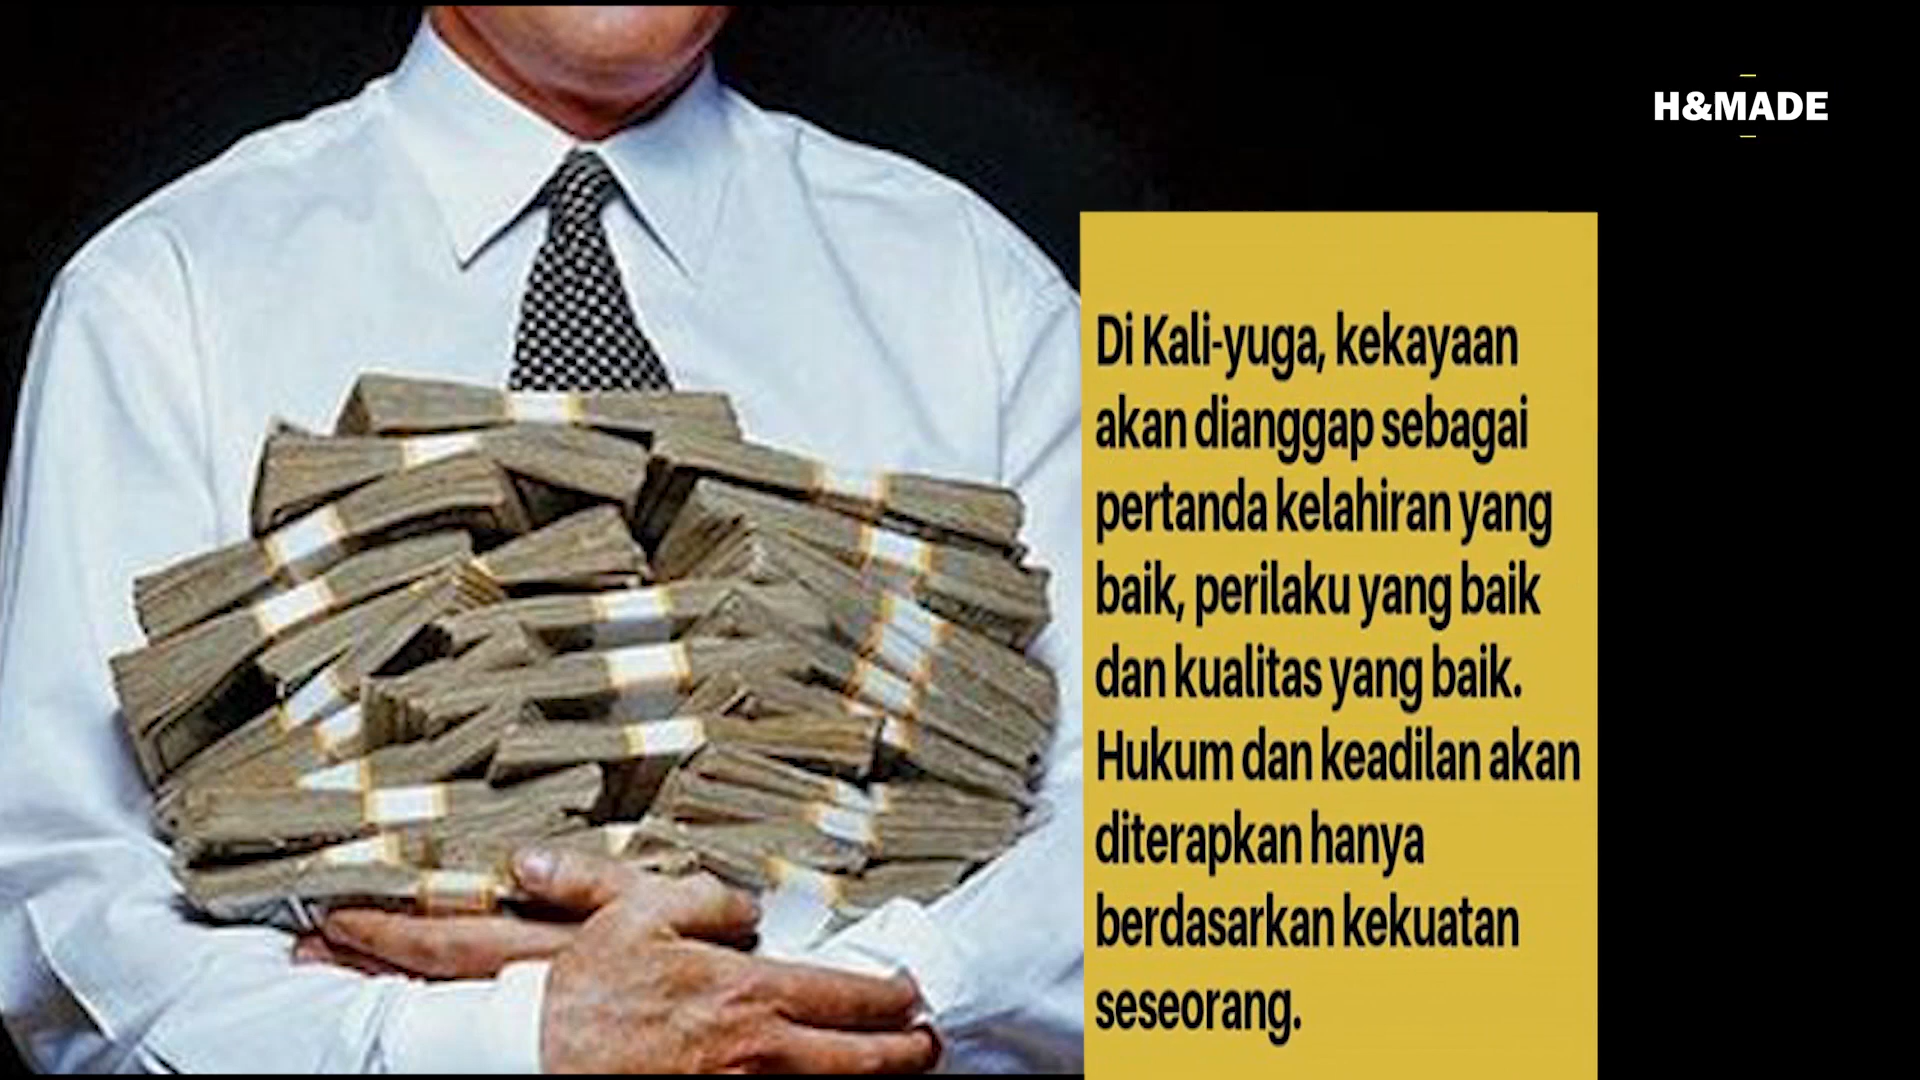 H&MADE
Di Kali-yuga, kekayaan
akan dianggap sebagai
pertanda kelahiran yang
baik, perilaku yang baik
dan kualitas yang baik.
Hukum dan keadilan akan
diterapkan hanya
berdasarkan kekuatan
seseorang.